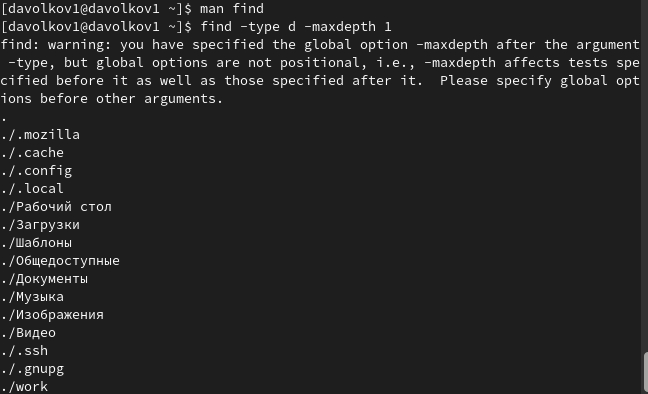 [davolkov1@davolkov1 ~]$ man find
[davolkov1@davolkov1 ~]$ find -type d -maxdepth 1
find: warning: you have specified the global option -maxdepth after the argument
 -type, but global options are not positional, i.e., -maxdepth affects tests spe
cified before it as well as those specified after it.  Please specify global opt
ions before other arguments.
.
./.mozilla
./.cache
./.config
./.local
./Рабочий стол
./Загрузки
./Шаблоны
./Общедоступные
./Документы
./Музыка
./Изображения
./Видео
./.ssh
./.gnupg
./work